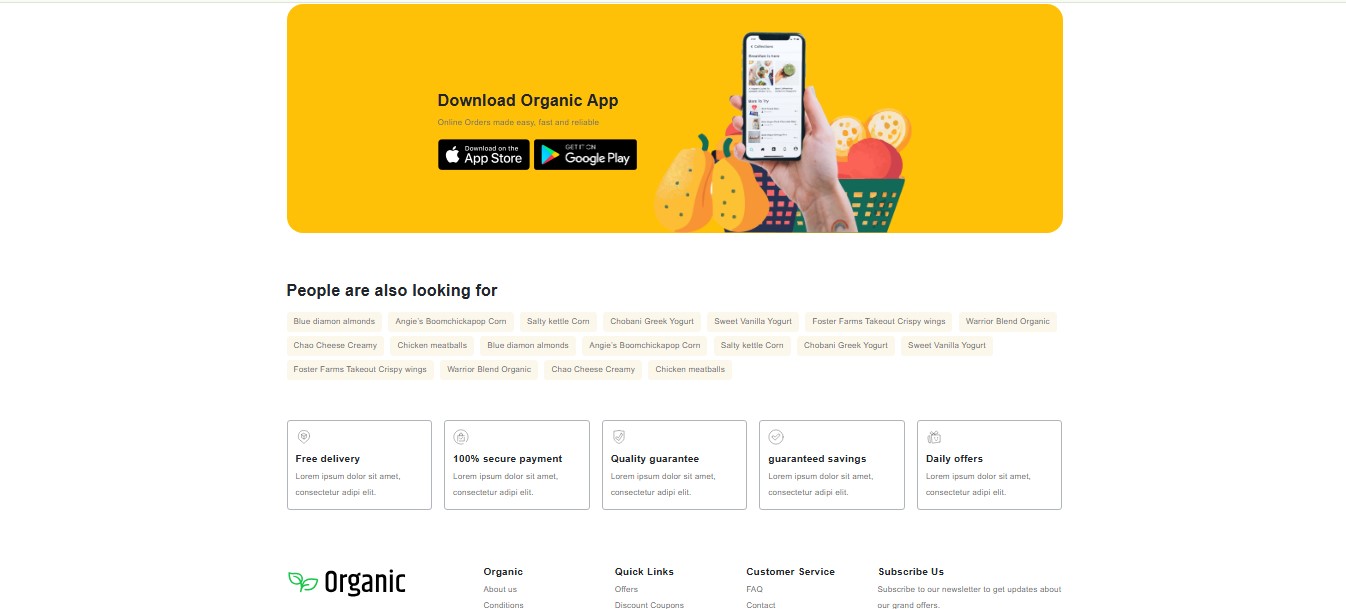 Download Organic App
Online Orders made easy, fast and reliable
Download on the
App Store
GET IT ON
Google Play
Collections
People are also looking for
Blue diamon almonds Angie's Boomchickapop Corn Salty kettle Corn Chobani Greek Yogurt Sweet Vanilla Yogurt Foster Farms Takeout Crispy wings Warrior Blend Organic
Chao Cheese Creamy Chicken meatballs Blue diamon almonds Angie's Boomchickapop Corn Salty kettle Corn Chobani Greek Yogurt Sweet Vanilla Yogurt
Foster Farms Takeout Crispy wings Warrior Blend Organic Chao Cheese Creamy Chicken meatballs
Free delivery
Lorem ipsum dolor sit amet,
consectetur adipi elit.
100% secure payment
Lorem ipsum dolor sit amet,
consectetur adipi elit.
Quality guarantee
Lorem ipsum dolor sit amet,
consectetur adipi elit.
guaranteed savings
Lorem ipsum dolor sit amet,
consectetur adipi elit.
Daily offers
Lorem ipsum dolor sit amet,
consectetur adipi elit.
Organic
Organic
About us
Conditions
Quick Links
Offers
Discount Coupons
Customer Service
FAQ
Contact
Subscribe Us
Subscribe to our newsletter to get updates about
our grand offers.